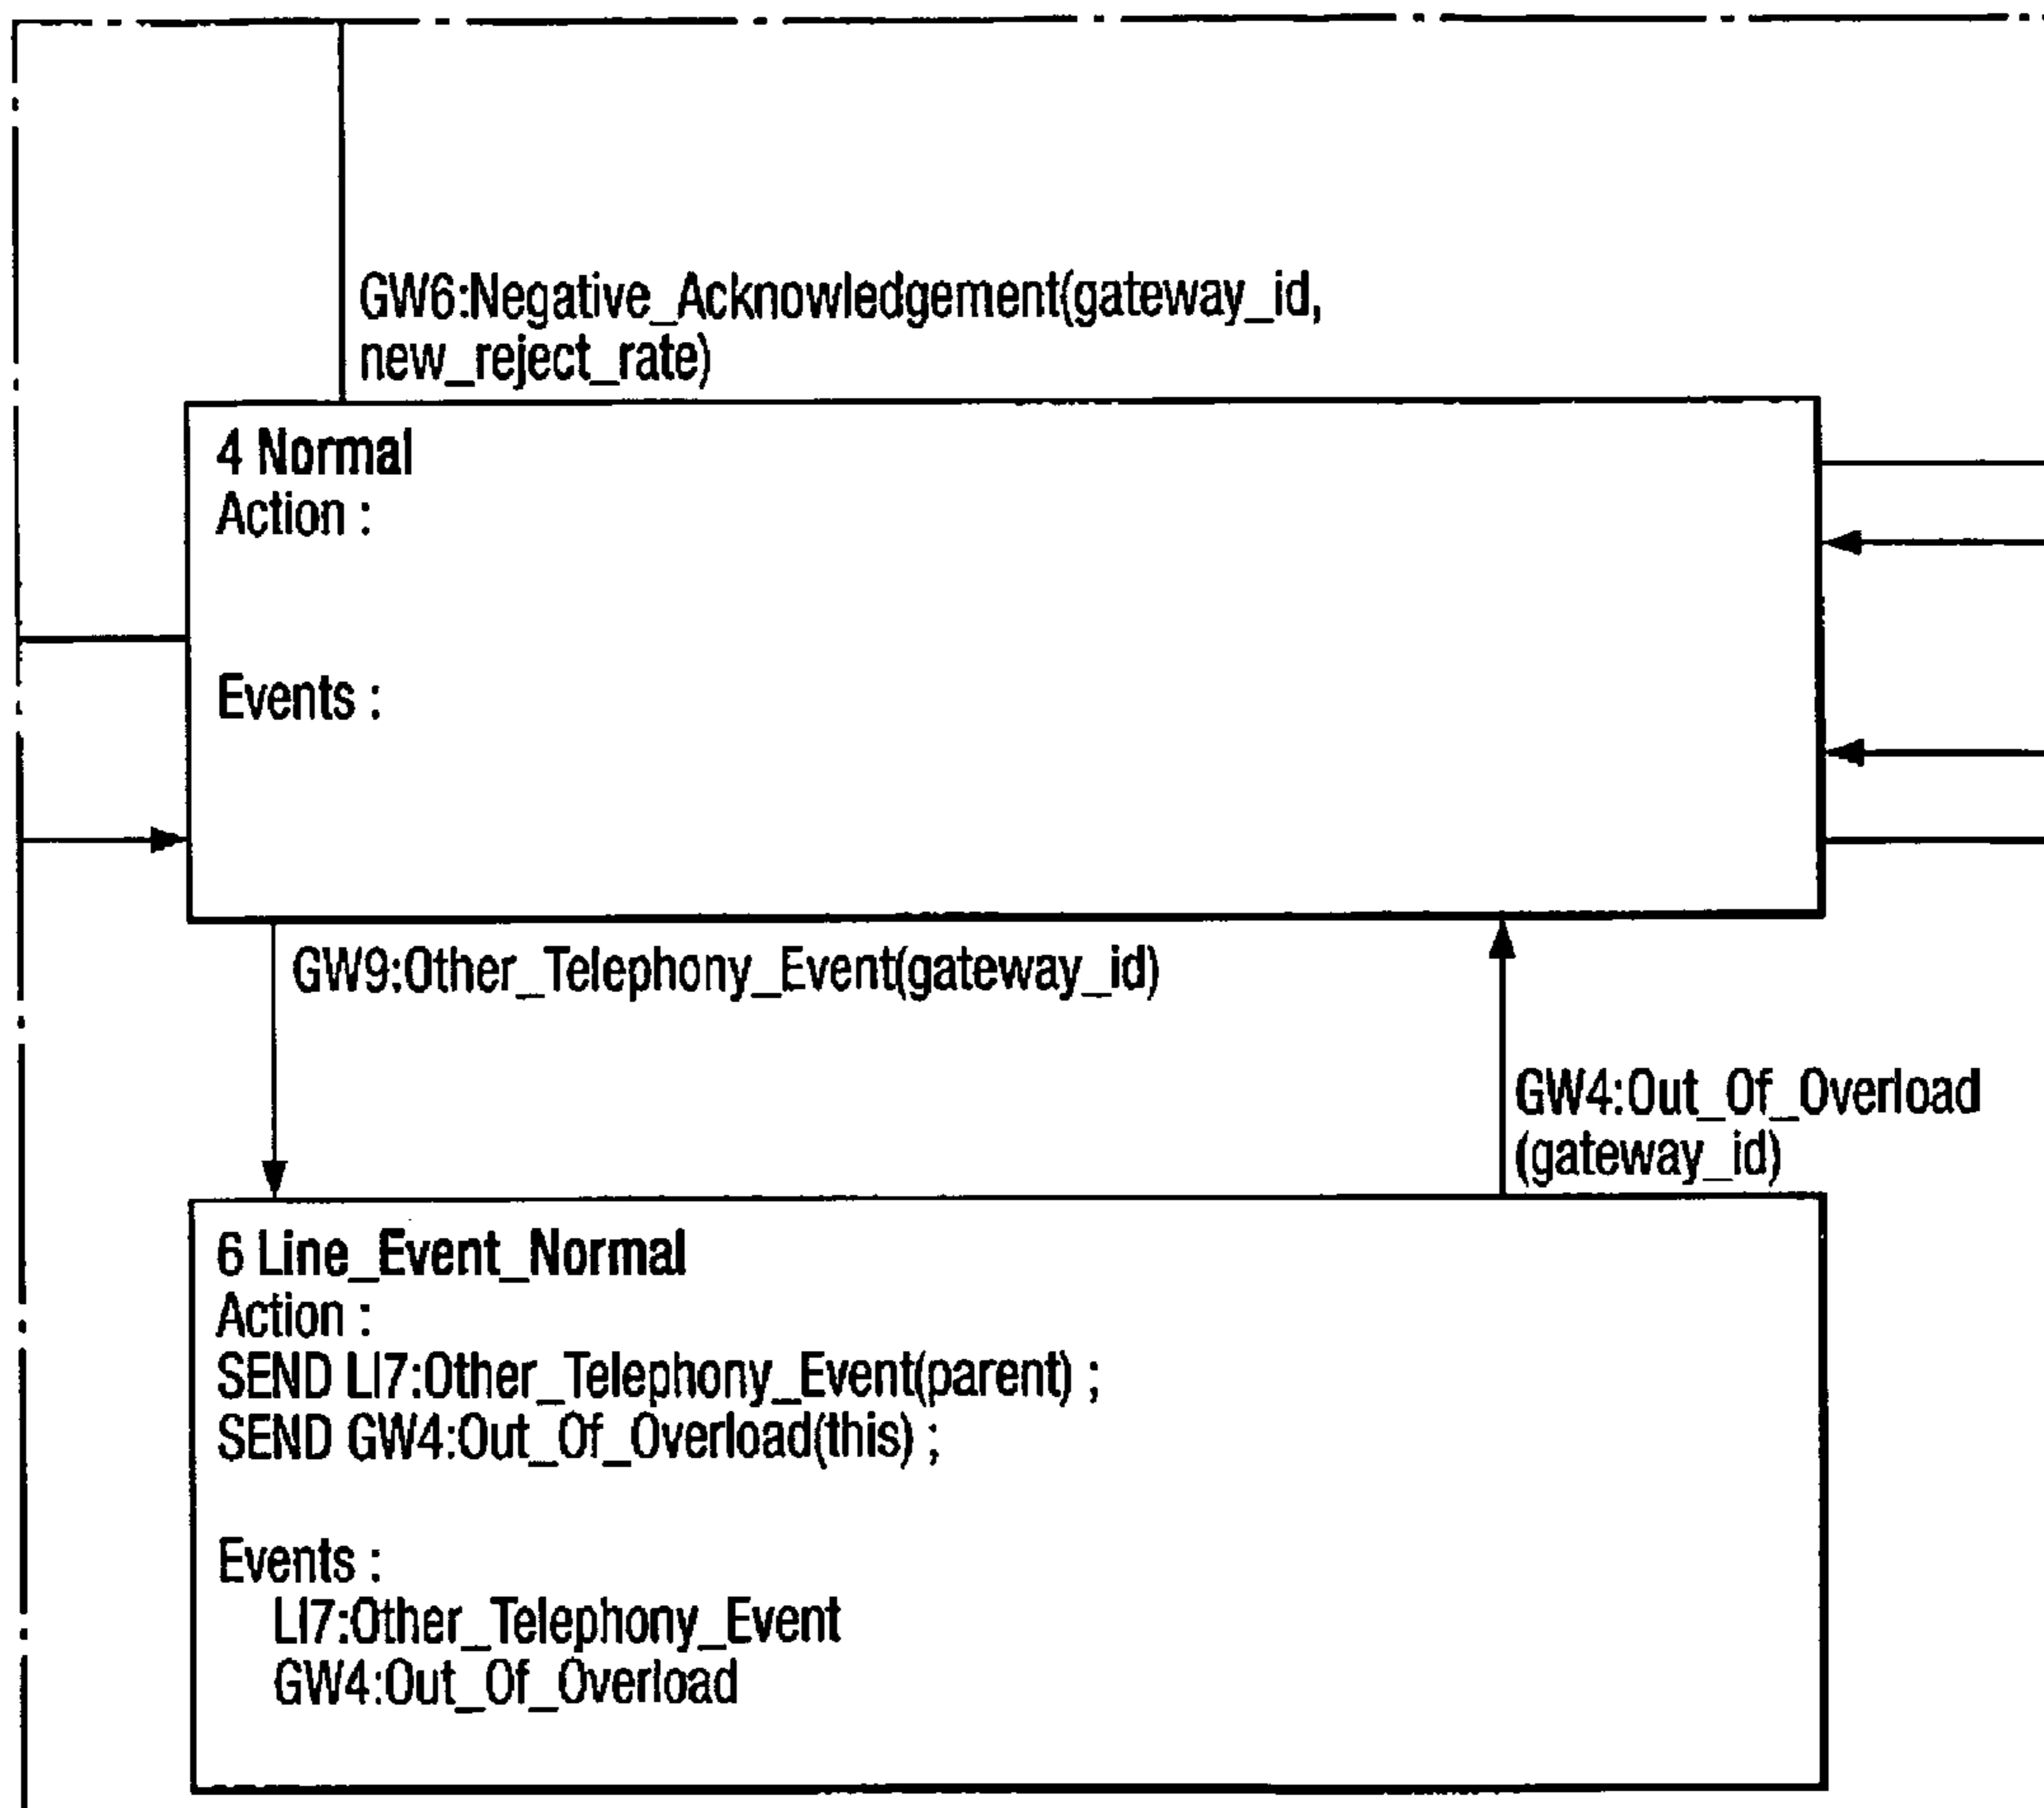 GW6:Negative_Acknowledgement(gateway_id,
new_reject_rate)
4 Normal
Action :
Events :
GW9:Other_Telephony_Event(gateway_id)
GW4:Out_Of_Overload
(gateway_id)
6 Line_Event_Normal
Action :
SEND LI7:Other_Telephony_Event(parent) ;
SEND GW4:Out_Of_Overload(this) ;
Events :
LI7:Other_Telephony_Event
GW4:Out_Of_Overload